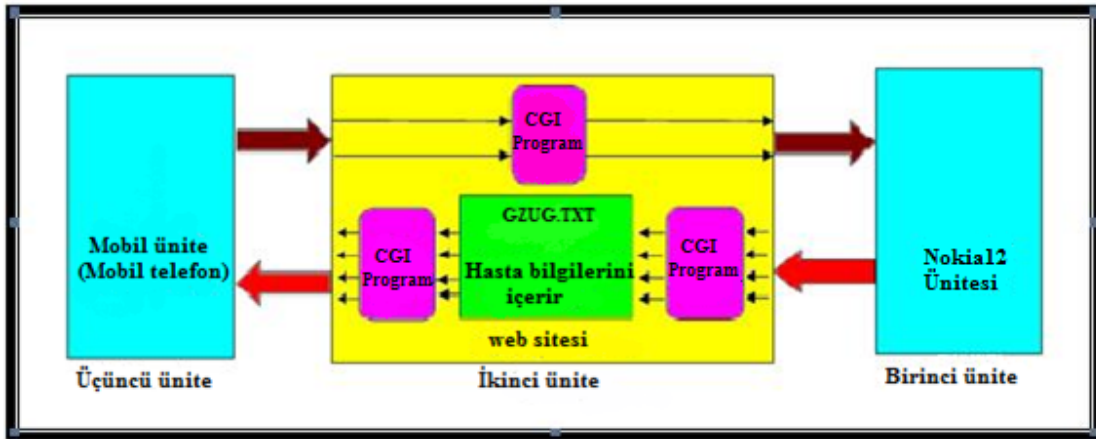 Mobil ünite
(Mobil telefon)
Üçüncü ünite
CGI
Program
GZUG.TXT
Hasta bilgilerini
içerir
CGI
Program
CGI
Program
web sitesi
İkinci ünite
Nokia12
Ünitesi
Birinci ünite